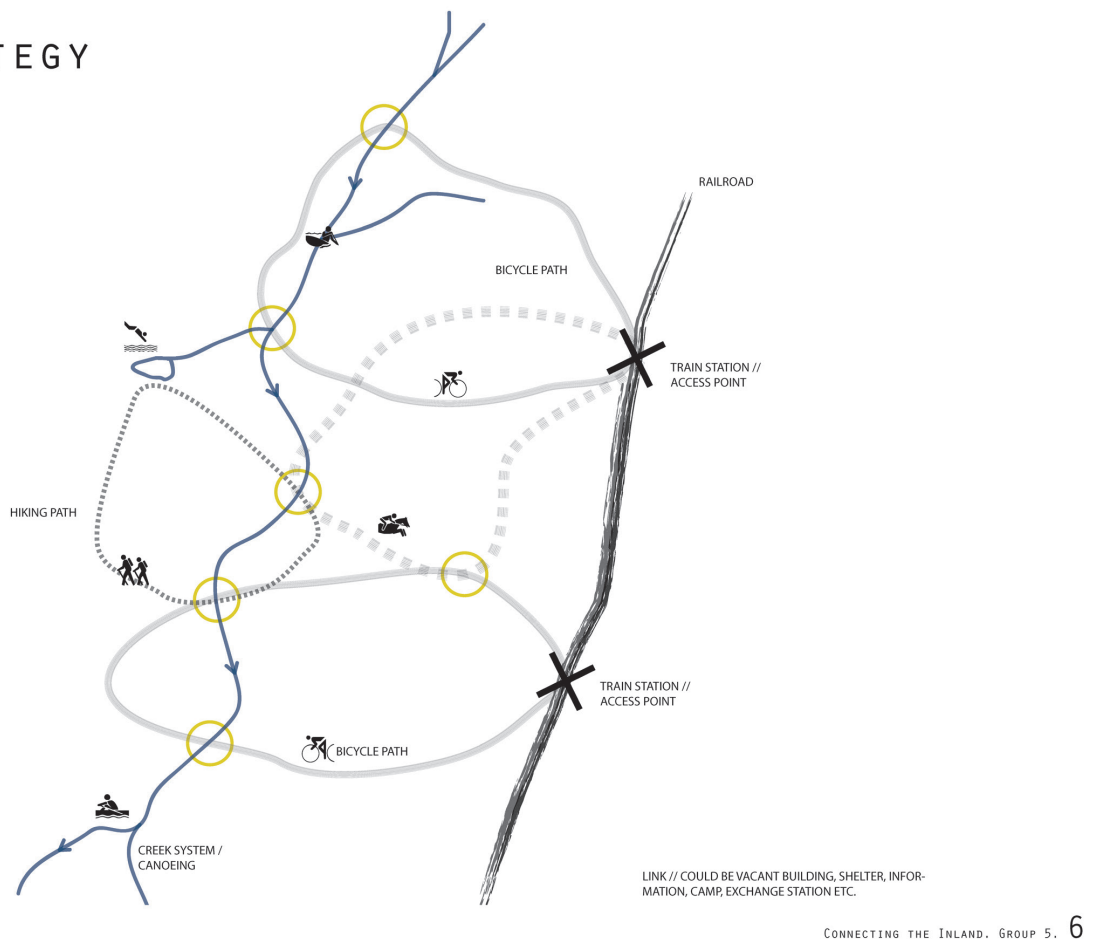 TEGY
RAILROAD
BICYCLE PATH
TRAIN STATION //
ACCESS POINT
HIKING PATH
TRAIN STATION //
ACCESS POINT
BICYCLE PATH
CREEK SYSTEM /
CANOEING
LINK // COULD BE VACANT BUILDING, SHELTER, INFOR-
MATION, CAMP, EXCHANGE STATION ETC.
CONNECTING THE INLAND. GROUP 5. 6